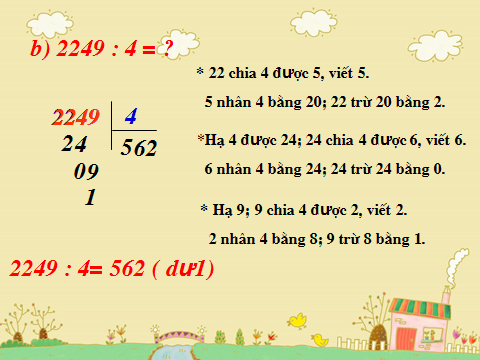 b) 2249 : 4 = ?
* 22 chia 4 được 5, viết 5.
5 nhân 4 bằng 20; 22 trừ 20 bằng 2.
2249 4
24 562
09
1
*Hạ 4 được 24; 24 chia 4 được 6, viết 6.
6 nhân 4 bằng 24; 24 trừ 24 bằng 0.
* Hạ 9; 9 chia 4 được 2, viết 2.
2 nhân 4 bằng 8; 9 trừ 8 bằng 1.
2249 : 4= 562 ( dư1)